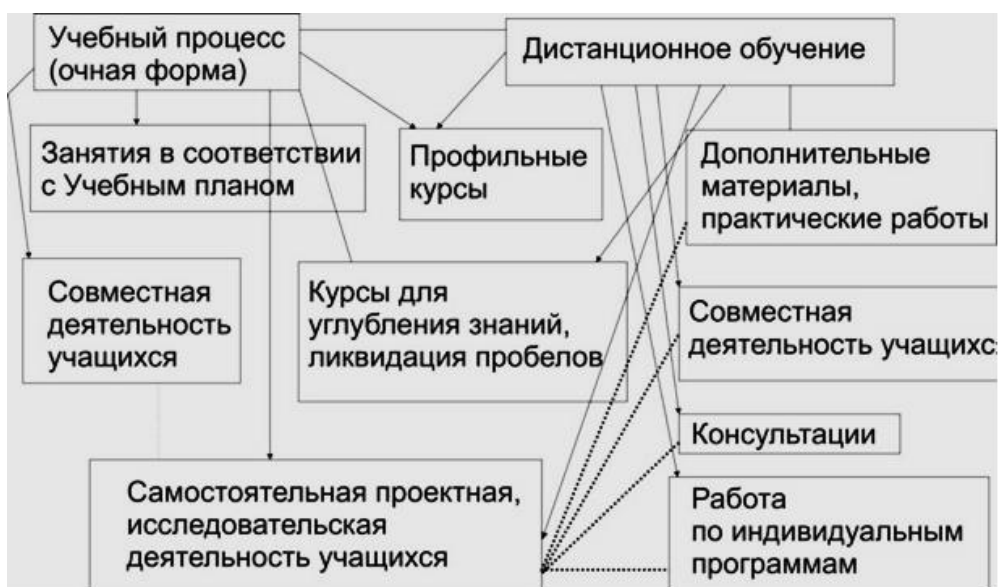 Учебный процесс
(очная форма)
Дистанционное обучение
Занятия в соответствии
с Учебным планом
Профильные
курсы
Дополнительные
материалы,
практические работы
Совместная
деятельность
учащихся
Курсы для
углубления знаний,
ликвидация пробелов
Совместная
деятельность учащихс
Консультации
Самостоятельная проектная,
исследовательская
деятельность учащихся
Работа
по индивидуальным
программам